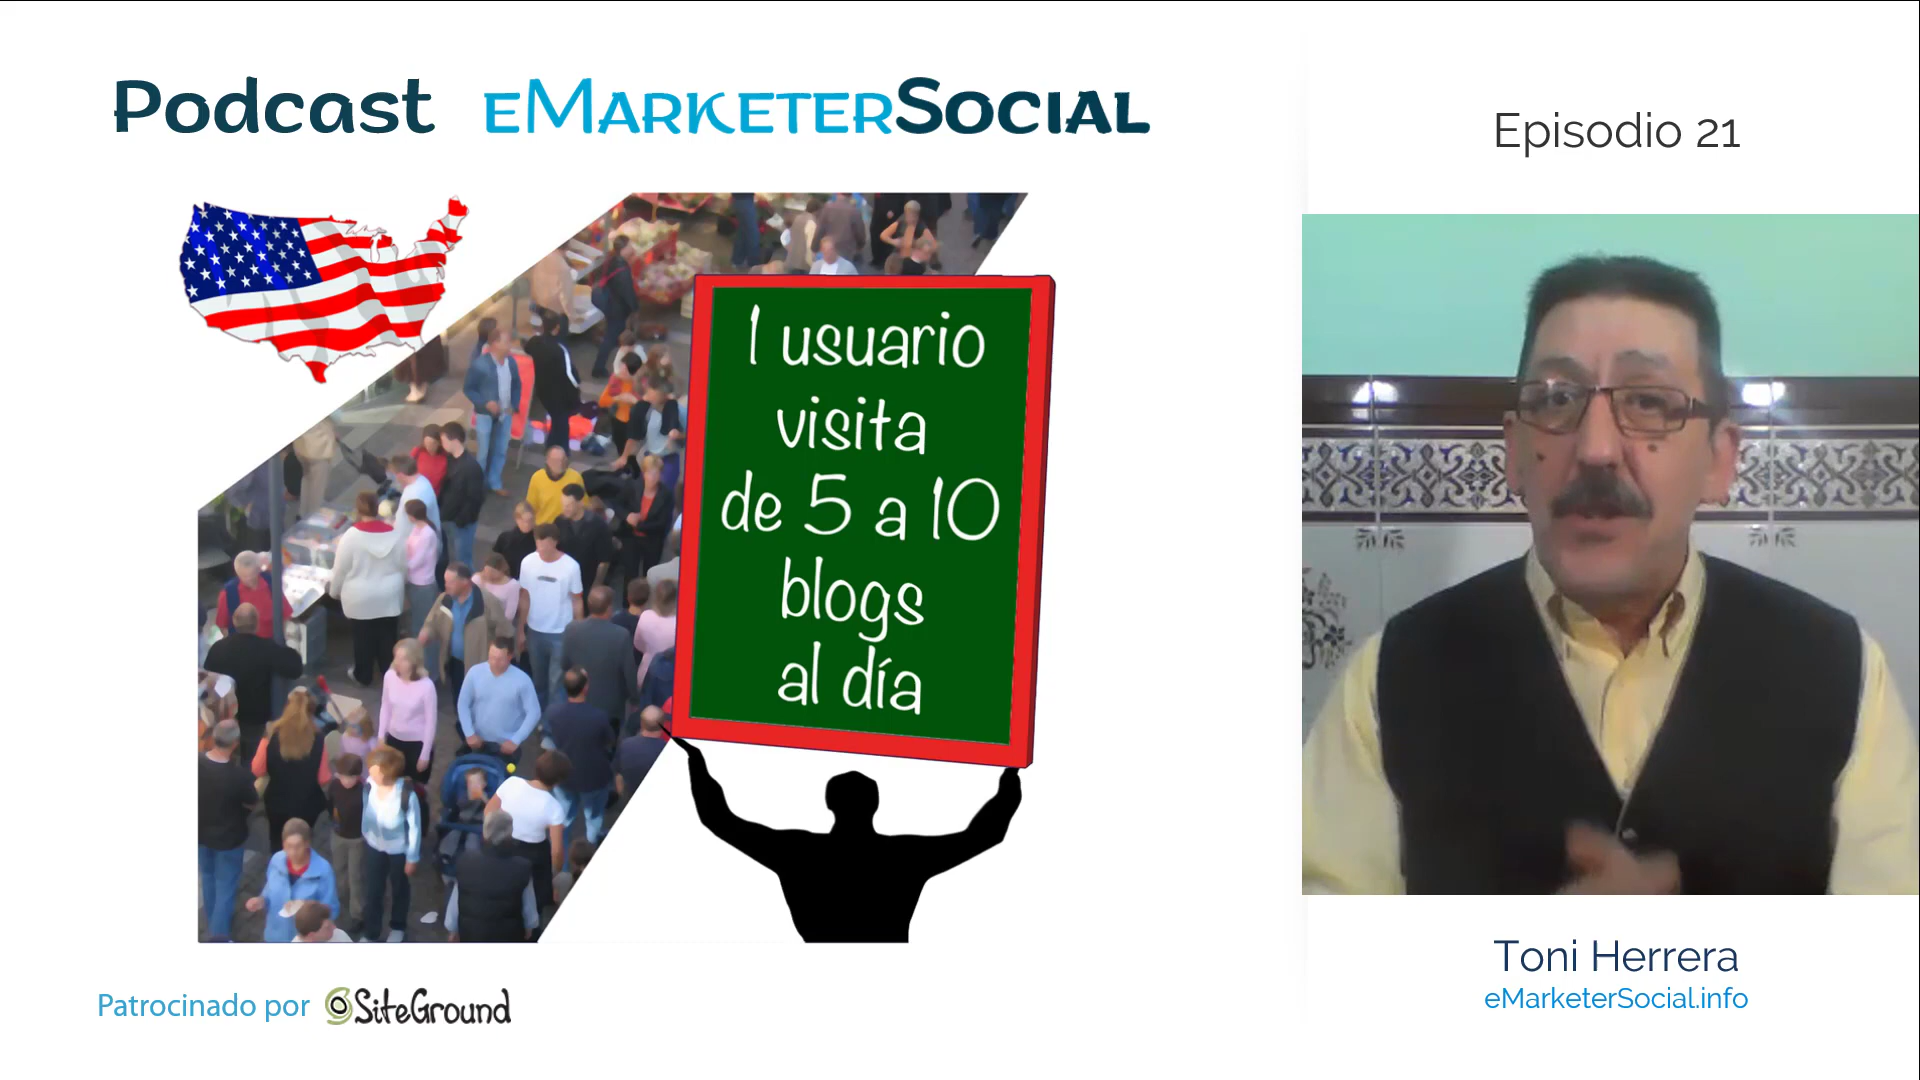 Podcast eMarketerSocial
Episodio 21
1 usuario
visita
de 5 a 10
blogs
al día
Toni Herrera
eMarketerSocial.info
Patrocinado por SiteGround